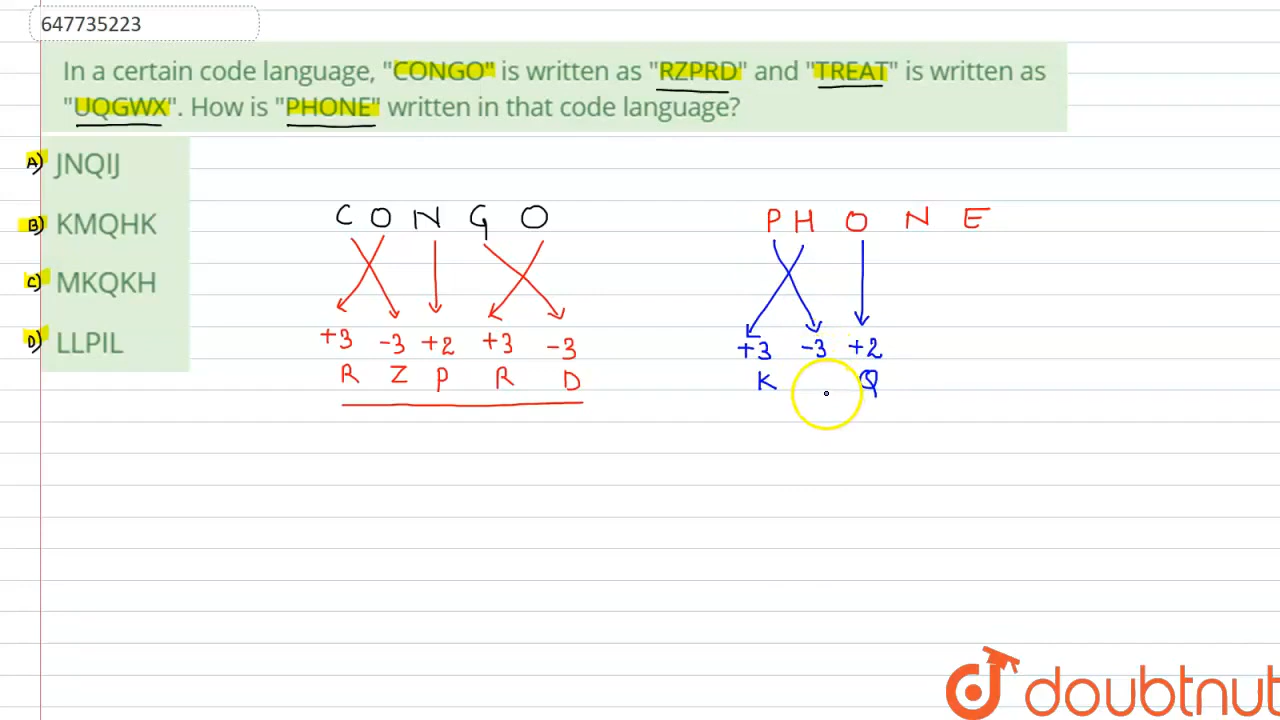 647735223
In a certain code language, "CONGO" is written as "RZPRD" and "TREAT" is written as
"UQGWX". How is "PHONE" written in that code language?
A) JNQIJ
B) KMQHK
C) MKQKH
D) LLPIL
C O N G O
P H O N E
+3 -3 +2 +3 -3
+3 -3 +2
R Z P R D
K Q
doubtnut